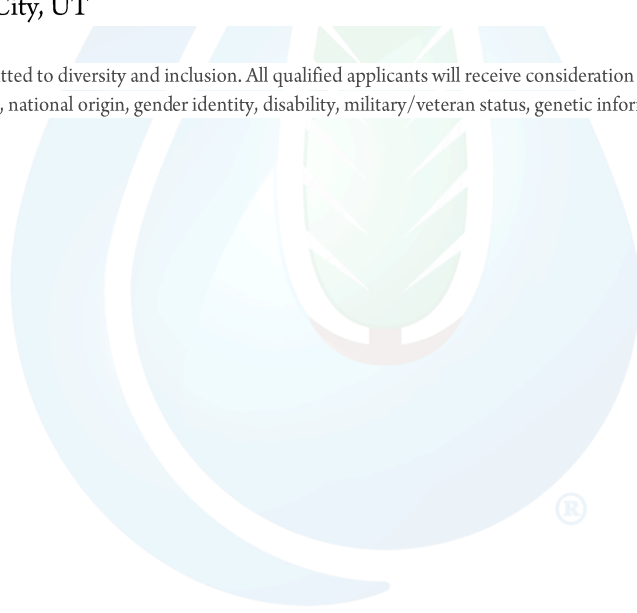 City, UT
tted to diversity and inclusion. All qualified applicants will receive consideration
, national origin, gender identity, disability, military/veteran status, genetic infor
®